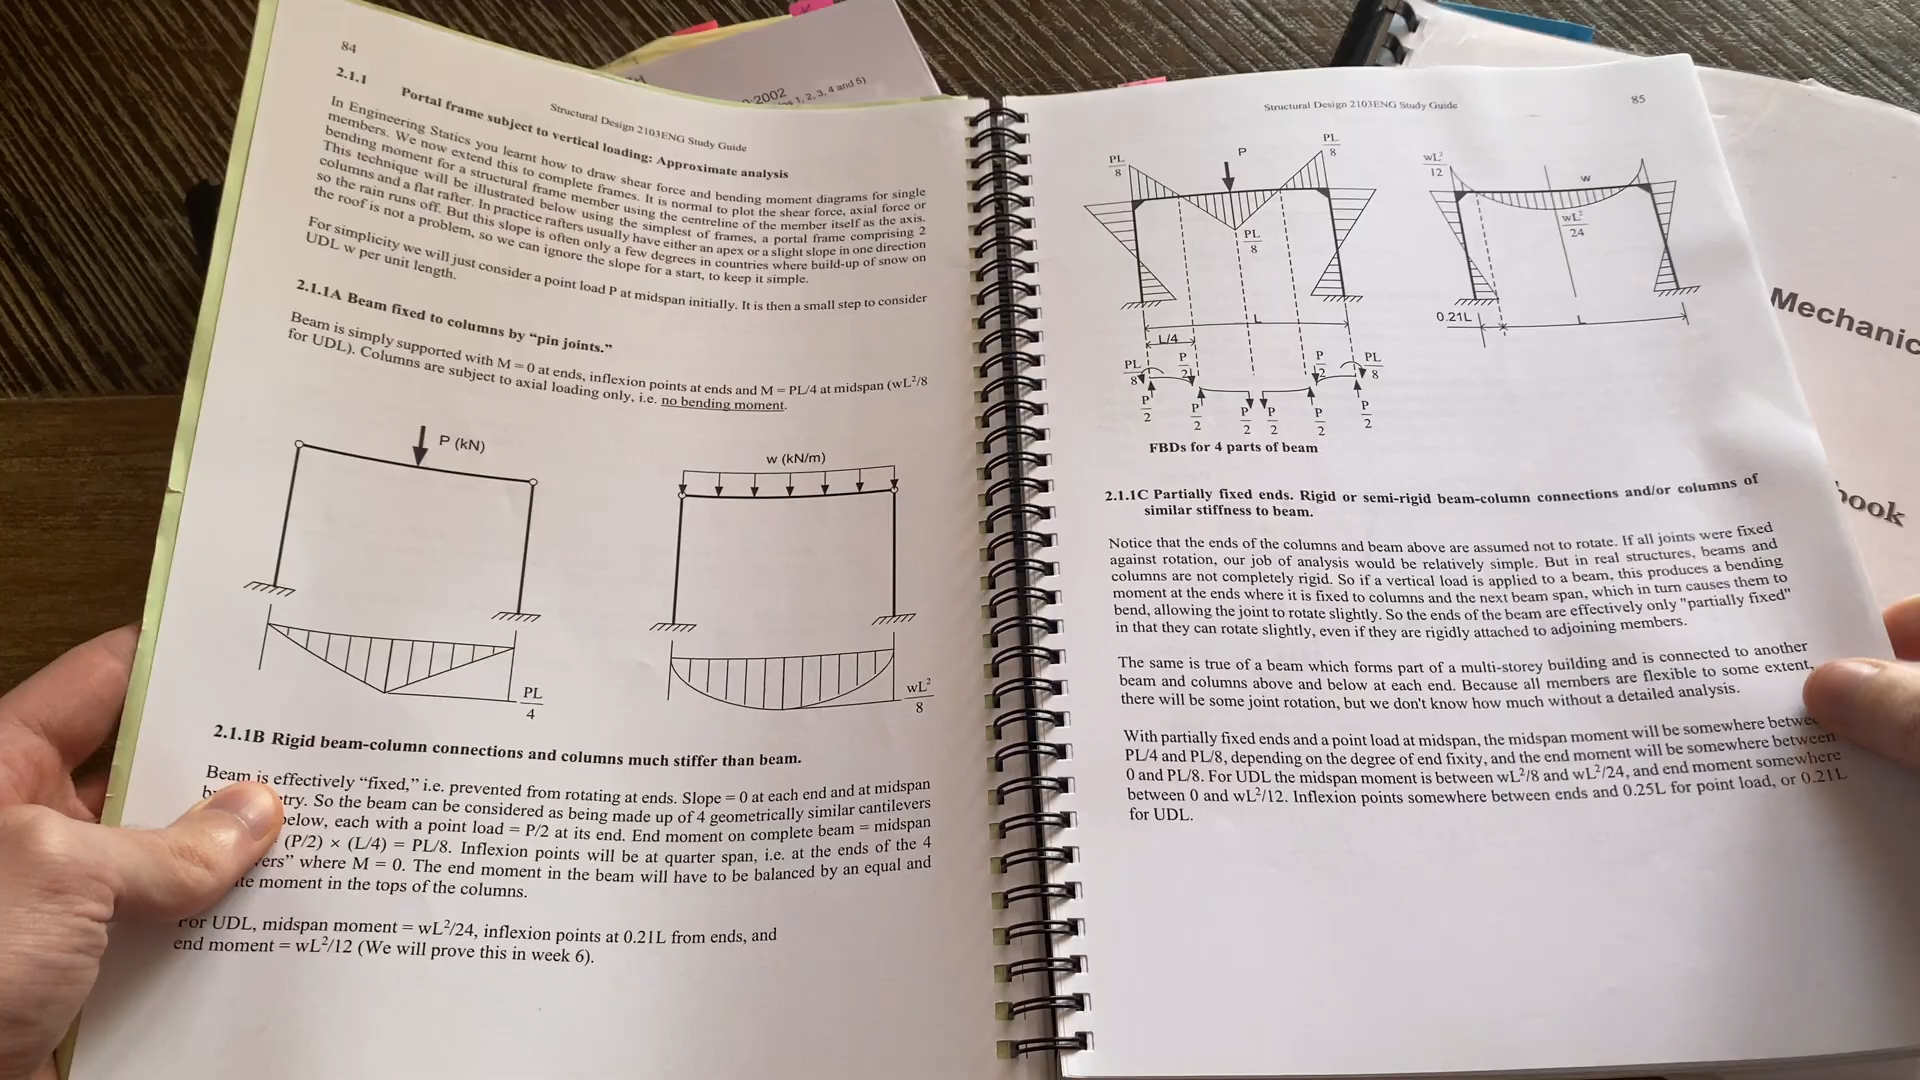 84
Structural Design 2103ENG Study Guide
2.1.1 Portal frame subject to vertical loading: Approximate analysis
In Engineering Statics you learnt how to draw shear force and bending moment diagrams for single
members. We now extend this to complete frames. It is normal to plot the shear force, axial force or
bending moment for a structural frame member using the centreline of the member itself as the axis.
This technique will be illustrated below using the simplest of frames, a portal frame comprising 2
columns and a flat rafter. In practice rafters usually have either an apex or a slight slope in one direction
so the rain runs off. But this slope is often only a few degrees in countries where build-up of snow on
the roof is not a problem, so we can ignore the slope for a start, to keep it simple.
For simplicity we will just consider a point load P at midspan initially. It is then a small step to consider
UDL w per unit length.
2.1.1A Beam fixed to columns by “pin joints.”
Beam is simply supported with M = 0 at ends, inflexion points at ends and M = PL/4 at midspan (wL²/8
for UDL). Columns are subject to axial loading only, i.e. no bending moment.
P (kN)
w (kN/m)
PL
4
wL²
8
2.1.1B Rigid beam-column connections and columns much stiffer than beam.
Beam is effectively “fixed,” i.e. prevented from rotating at ends. Slope = 0 at each end and at midspan
try. So the beam can be considered as being made up of 4 geometrically similar cantilevers
below, each with a point load = P/2 at its end. End moment on complete beam = midspan
(P/2) × (L/4) = PL/8. Inflexion points will be at quarter span, i.e. at the ends of the 4
vers” where M = 0. The end moment in the beam will have to be balanced by an equal and
te moment in the tops of the columns.
For UDL, midspan moment = wL²/24, inflexion points at 0.21L from ends, and
end moment = wL²/12 (We will prove this in week 6).
:2002
1, 2, 3, 4 and 5)
Structural Design 2103ENG Study Guide
85
PL
8
P
PL
8
PL
8
wL²
12
w
wL²
24
L
L/4
0.21L
L
PL
8
P
2
P
2
PL
8
P
2
P
2
P
2
P
2
P
2
P
2
FBDs for 4 parts of beam
2.1.1C Partially fixed ends. Rigid or semi-rigid beam-column connections and/or columns of
similar stiffness to beam.
Notice that the ends of the columns and beam above are assumed not to rotate. If all joints were fixed
against rotation, our job of analysis would be relatively simple. But in real structures, beams and
columns are not completely rigid. So if a vertical load is applied to a beam, this produces a bending
moment at the ends where it is fixed to columns and the next beam span, which in turn causes them to
bend, allowing the joint to rotate slightly. So the ends of the beam are effectively only "partially fixed"
in that they can rotate slightly, even if they are rigidly attached to adjoining members.
The same is true of a beam which forms part of a multi-storey building and is connected to another
beam and columns above and below at each end. Because all members are flexible to some extent,
there will be some joint rotation, but we don't know how much without a detailed analysis.
With partially fixed ends and a point load at midspan, the midspan moment will be somewhere betwee
PL/4 and PL/8, depending on the degree of end fixity, and the end moment will be somewhere between
0 and PL/8. For UDL the midspan moment is between wL²/8 and wL²/24, and end moment somewhere
between 0 and wL²/12. Inflexion points somewhere between ends and 0.25L for point load, or 0.21L
for UDL.
Mechanic
book